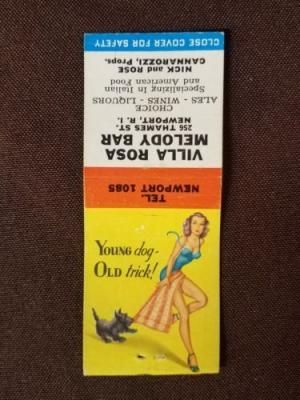 CLOSE COVER FOR SAFETY
VILLA ROSA
MELODY BAR
256 THAMES ST.
NEWPORT, R. I.
CHOICE
ALES - WINES - LIQUORS
Specializing in Italian
and American Food
NICK and ROSE
CANNAROZZI, Props.
TEL.
NEWPORT 1085
YOUNG dog-
OLD trick!